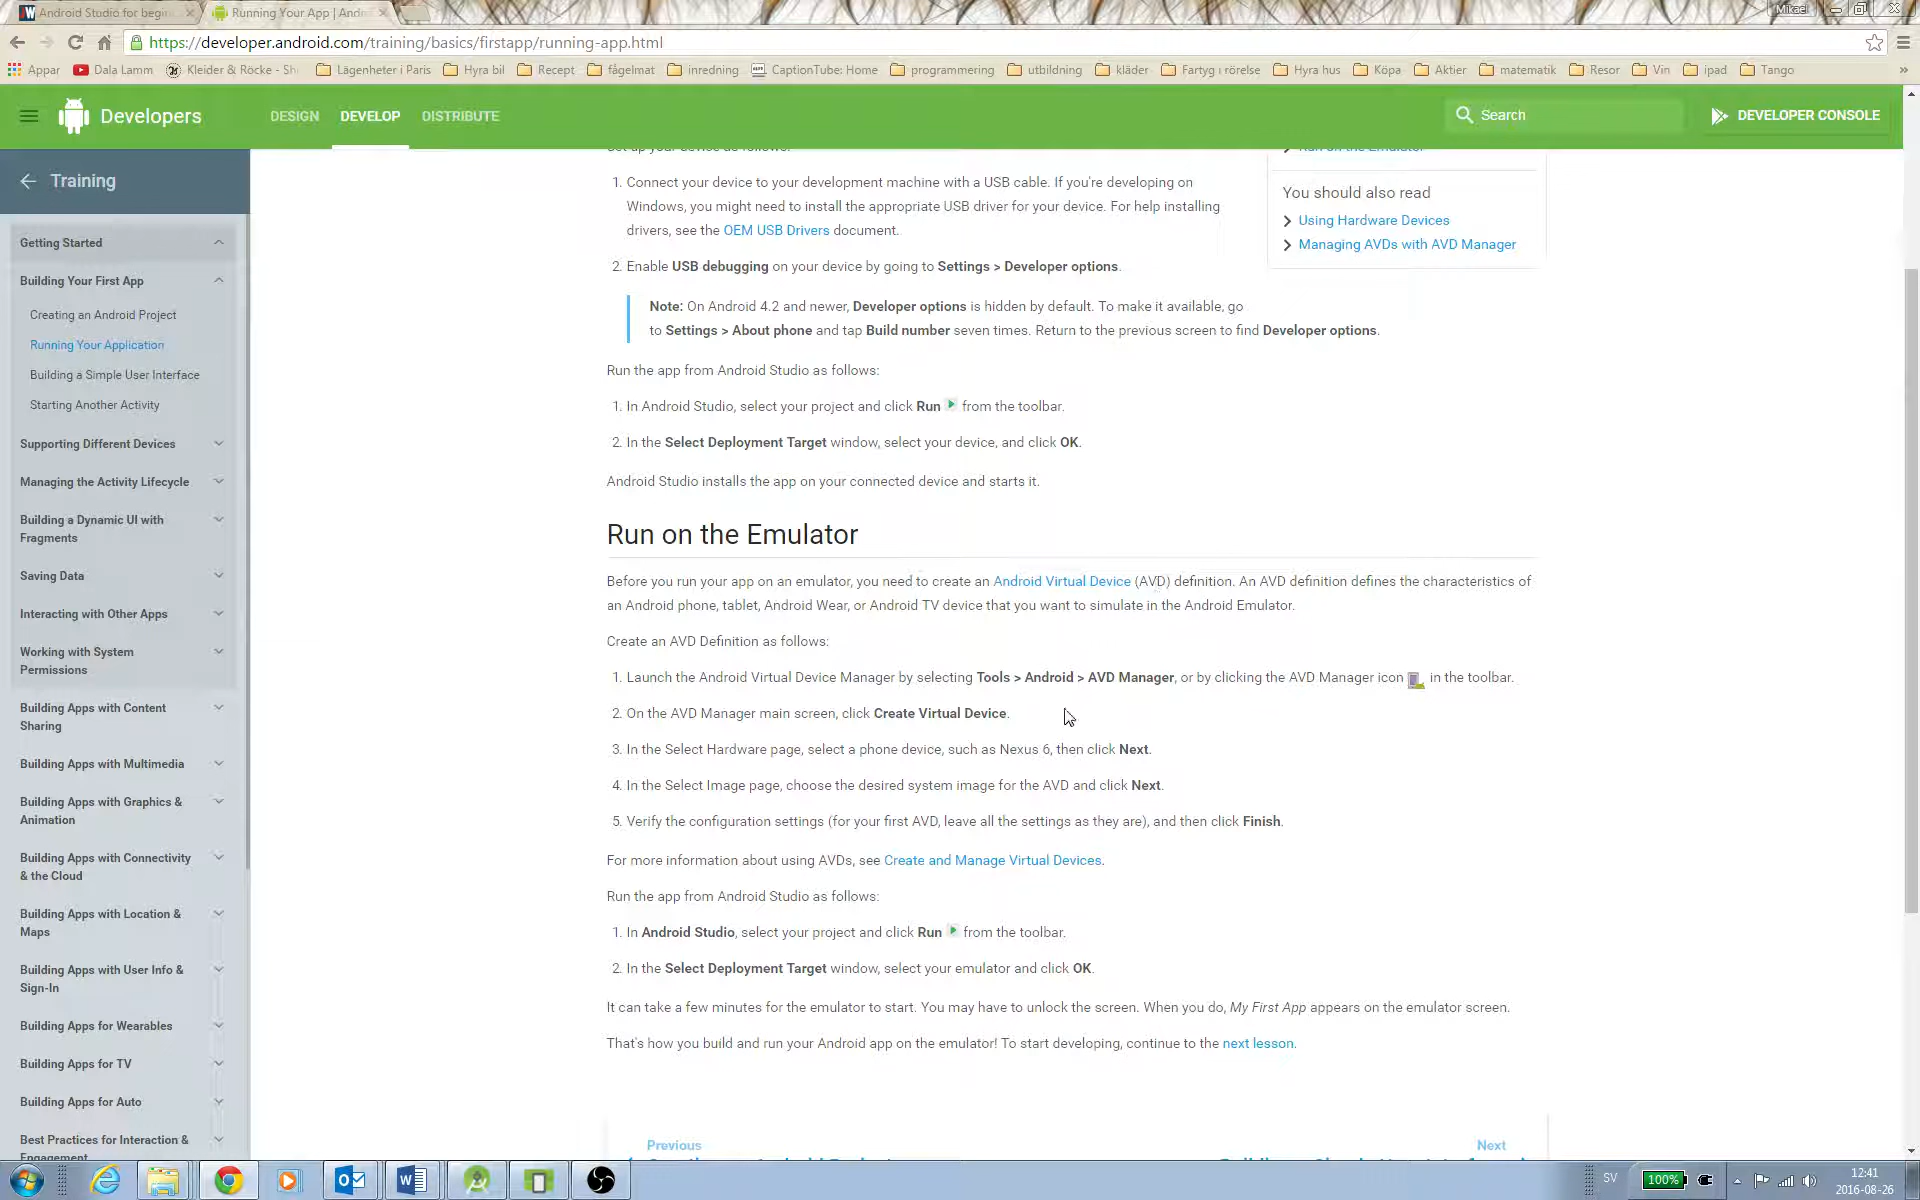 Android Studio for begin
Running Your App | Andr
Mikael
https://developer.android.com/training/basics/firstapp/running-app.html
Appar
Dala Lamm
Kleider & Röcke - Sh
Lägenheter i Paris
Hyra bil
Recept
fågelmat
inredning
CaptionTube: Home
programmering
utbildning
kläder
Fartyg i rörelse
Hyra hus
Köpa
Aktier
matematik
Resor
Vin
ipad
Tango
»
Developers
DESIGN
DEVELOP
DISTRIBUTE
Search
DEVELOPER CONSOLE
Training
Getting Started
Building Your First App
Creating an Android Project
Running Your Application
Building a Simple User Interface
Starting Another Activity
Supporting Different Devices
Managing the Activity Lifecycle
Building a Dynamic UI with
Fragments
Saving Data
Interacting with Other Apps
Working with System
Permissions
Building Apps with Content
Sharing
Building Apps with Multimedia
Building Apps with Graphics &
Animation
Building Apps with Connectivity
& the Cloud
Building Apps with Location &
Maps
Building Apps with User Info &
Sign-In
Building Apps for Wearables
Building Apps for TV
Building Apps for Auto
Best Practices for Interaction &
Engagement
Set up your device as follows:
1. Connect your device to your development machine with a USB cable. If you're developing on
Windows, you might need to install the appropriate USB driver for your device. For help installing
drivers, see the OEM USB Drivers document.
2. Enable USB debugging on your device by going to Settings > Developer options.
Note: On Android 4.2 and newer, Developer options is hidden by default. To make it available, go
to Settings > About phone and tap Build number seven times. Return to the previous screen to find Developer options.
Run the app from Android Studio as follows:
1. In Android Studio, select your project and click Run from the toolbar.
2. In the Select Deployment Target window, select your device, and click OK.
Android Studio installs the app on your connected device and starts it.
Run on the Emulator
Before you run your app on an emulator, you need to create an Android Virtual Device (AVD) definition. An AVD definition defines the characteristics of
an Android phone, tablet, Android Wear, or Android TV device that you want to simulate in the Android Emulator.
Create an AVD Definition as follows:
1. Launch the Android Virtual Device Manager by selecting Tools > Android > AVD Manager, or by clicking the AVD Manager icon in the toolbar.
2. On the AVD Manager main screen, click Create Virtual Device.
3. In the Select Hardware page, select a phone device, such as Nexus 6, then click Next.
4. In the Select Image page, choose the desired system image for the AVD and click Next.
5. Verify the configuration settings (for your first AVD, leave all the settings as they are), and then click Finish.
For more information about using AVDs, see Create and Manage Virtual Devices.
Run the app from Android Studio as follows:
1. In Android Studio, select your project and click Run from the toolbar.
2. In the Select Deployment Target window, select your emulator and click OK.
It can take a few minutes for the emulator to start. You may have to unlock the screen. When you do, My First App appears on the emulator screen.
That's how you build and run your Android app on the emulator! To start developing, continue to the next lesson.
Previous
Next
Run on the Emulator
You should also read
Using Hardware Devices
Managing AVDs with AVD Manager
SV
100%
12:41
2016-08-26